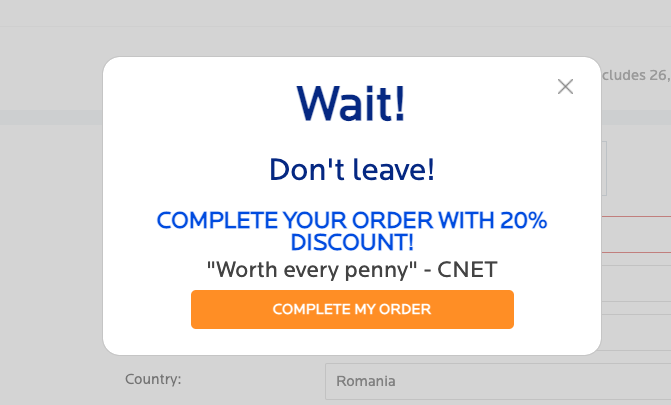 Wait!
cludes 26,
Don't leave!
COMPLETE YOUR ORDER WITH 20%
DISCOUNT!
"Worth every penny" - CNET
COMPLETE MY ORDER
Country:
Romania